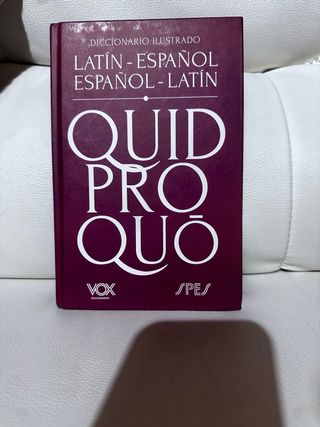 DICCIONARIO ILUSTRADO
LATÍN - ESPAÑOL
ESPAÑOL - LATÍN
QUID
PRO
QUŌ
VOX
SPES